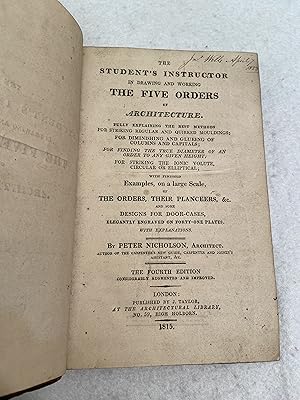 Jas Wells April
THE
STUDENT'S INSTRUCTOR
IN DRAWING AND WORKING
THE FIVE ORDERS
OF
ARCHITECTURE.
FULLY EXPLAINING THE BEST METHODS
FOR STRIKING REGULAR AND QUIRKED MOULDINGS;
FOR DIMINISHING AND GLUEING OF
COLUMNS AND CAPITALS;
FOR FINDING THE TRUE DIAMETER OF AN
ORDER TO ANY GIVEN HEIGHT;
FOR STRIKING THE IONIC VOLUTE,
CIRCULAR OR ELLIPTICAL;
WITH FINISHED
Examples, on a large Scale,
OF
THE ORDERS, THEIR PLANCEERS, &c.
AND SOME
DESIGNS FOR DOOR-CASES,
ELEGANTLY ENGRAVED ON FORTY-ONE PLATES,
WITH EXPLANATIONS.
By PETER NICHOLSON, ARCHITECT,
AUTHOR OF THE CARPENTER'S NEW GUIDE, CARPENTER AND JOINER'S
ASSISTANT, &c.
THE FOURTH EDITION
CONSIDERABLY AUGMENTED AND IMPROVED.
LONDON:
PUBLISHED BY J. TAYLOR,
AT THE ARCHITECTURAL LIBRARY,
NO. 59, HIGH HOLBORN.
1815.